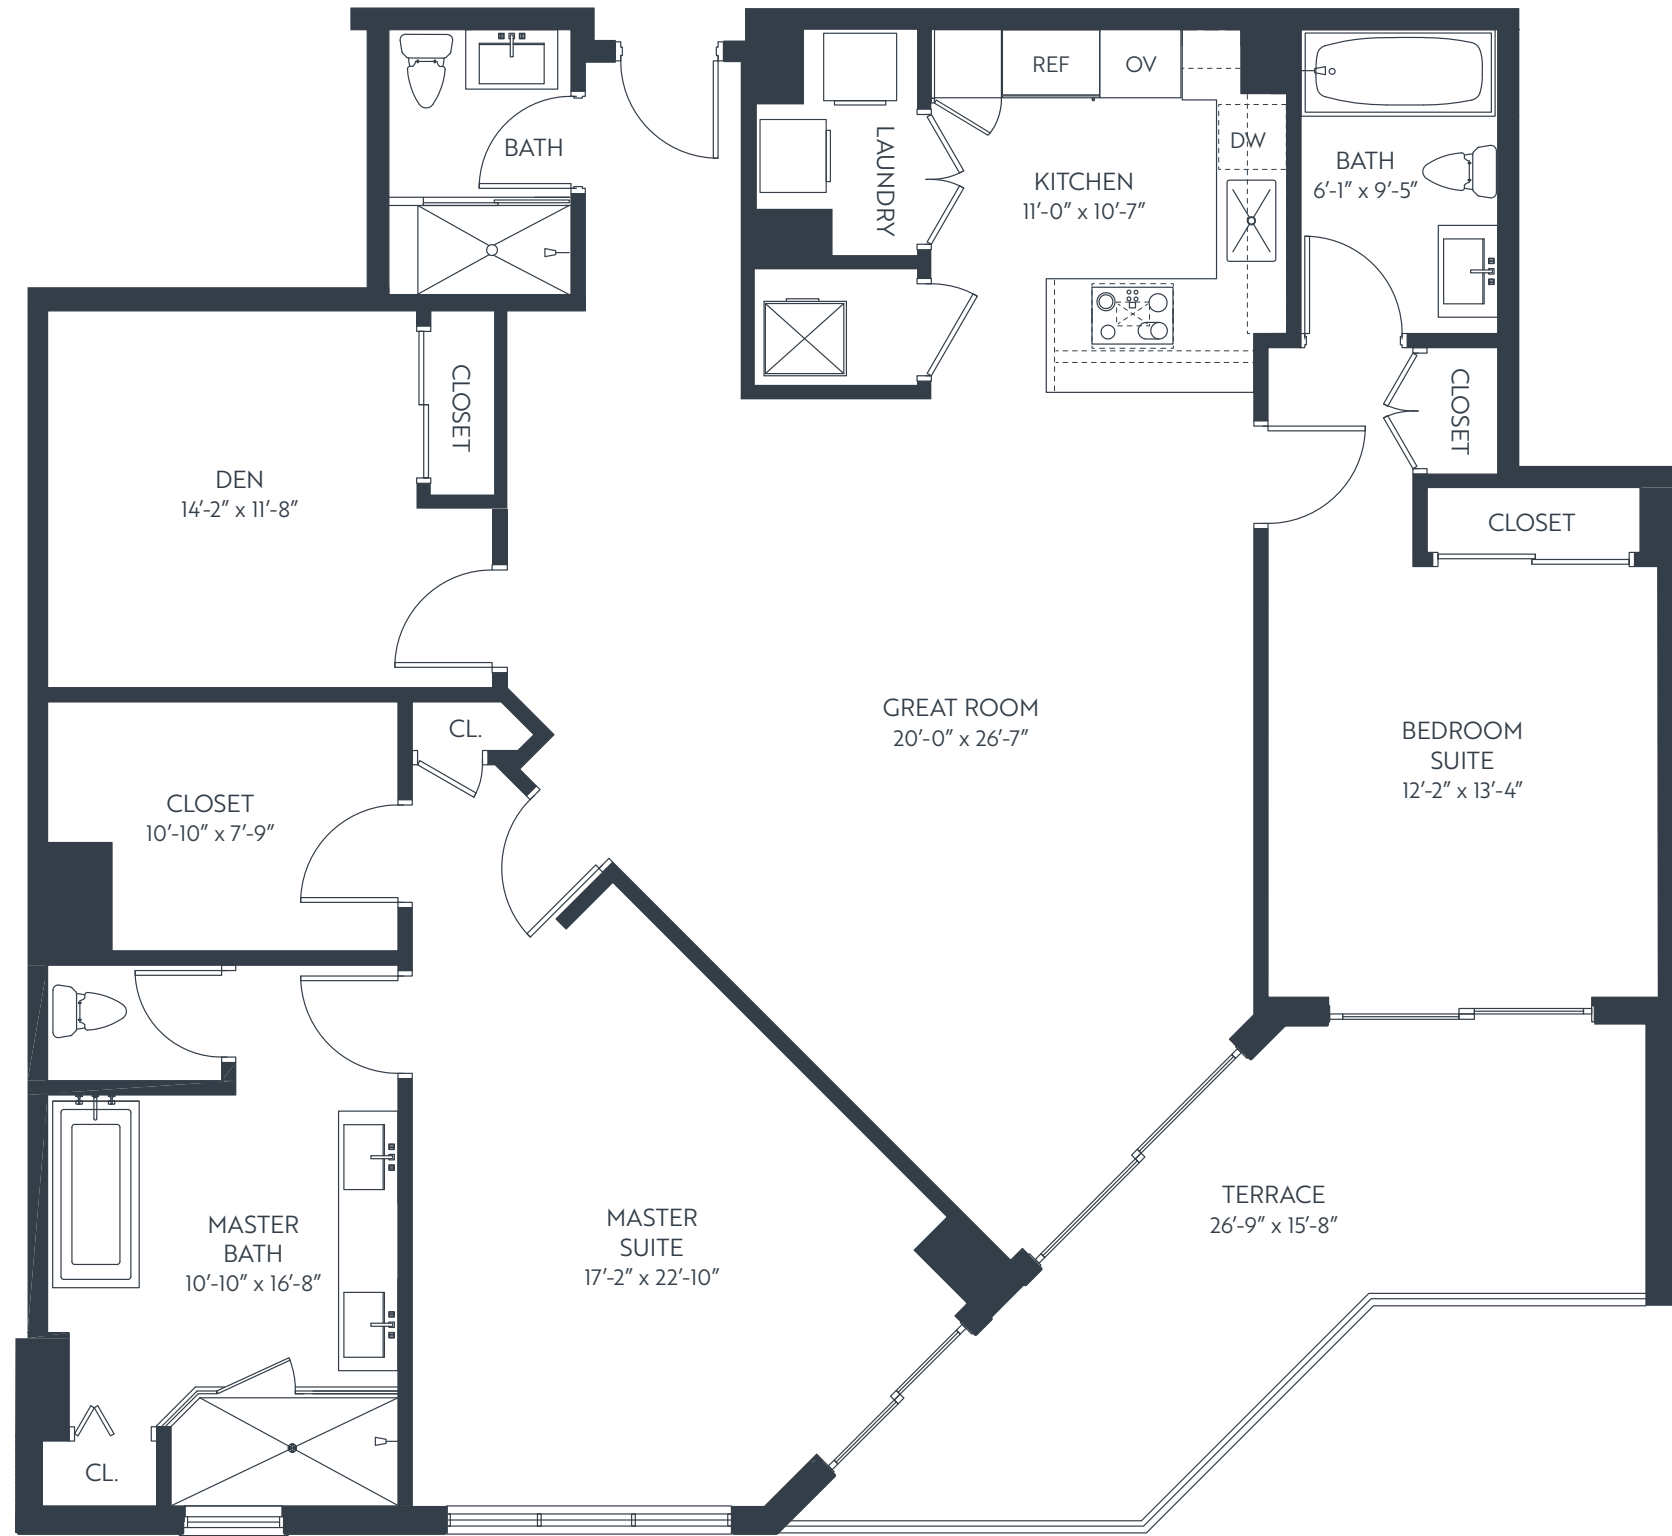 REF
OV
BATH
LAUNDRY
KITCHEN
11'-0" x 10'-7"
DW
BATH
6'-1" x 9'-5"
CLOSET
CLOSET
DEN
14'-2" x 11'-8"
CLOSET
GREAT ROOM
20'-0" x 26'-7"
CL.
BEDROOM
SUITE
12'-2" x 13'-4"
CLOSET
10'-10" x 7'-9"
MASTER
BATH
10'-10" x 16'-8"
MASTER
SUITE
17'-2" x 22'-10"
TERRACE
26'-9" x 15'-8"
CL.